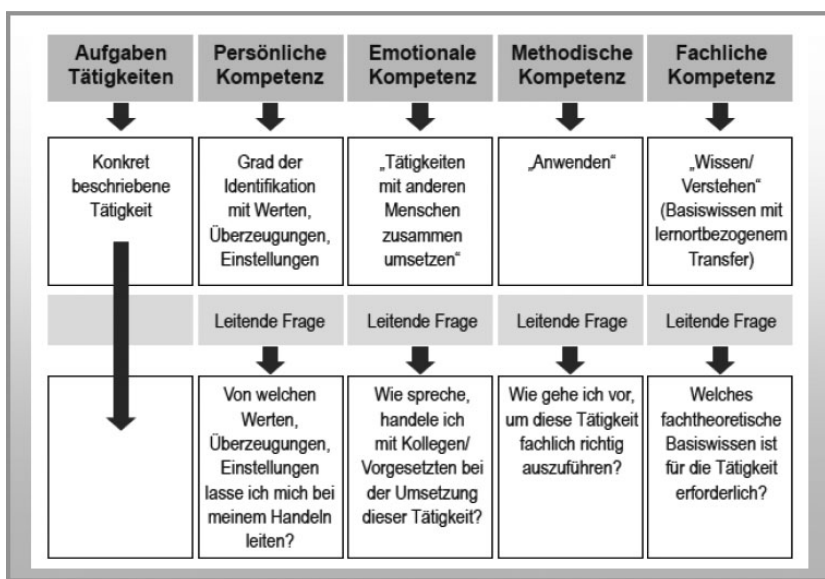 Aufgaben
Tätigkeiten
Persönliche
Kompetenz
Emotionale
Kompetenz
Methodische
Kompetenz
Fachliche
Kompetenz
Konkret
beschriebene
Tätigkeit
Grad der
Identifikation
mit Werten,
Überzeugungen,
Einstellungen
„Tätigkeiten
mit anderen
Menschen
zusammen
umsetzen“
„Anwenden“
„Wissen/
Verstehen“
(Basiswissen mit
lernortbezogenem
Transfer)
Leitende Frage
Leitende Frage
Leitende Frage
Leitende Frage
Von welchen
Werten,
Überzeugungen,
Einstellungen
lasse ich mich bei
meinem Handeln
leiten?
Wie spreche,
handele ich
mit Kollegen/
Vorgesetzten bei
der Umsetzung
dieser Tätigkeit?
Wie gehe ich vor,
um diese Tätigkeit
fachlich richtig
auszuführen?
Welches
fachtheoretische
Basiswissen ist
für die Tätigkeit
erforderlich?